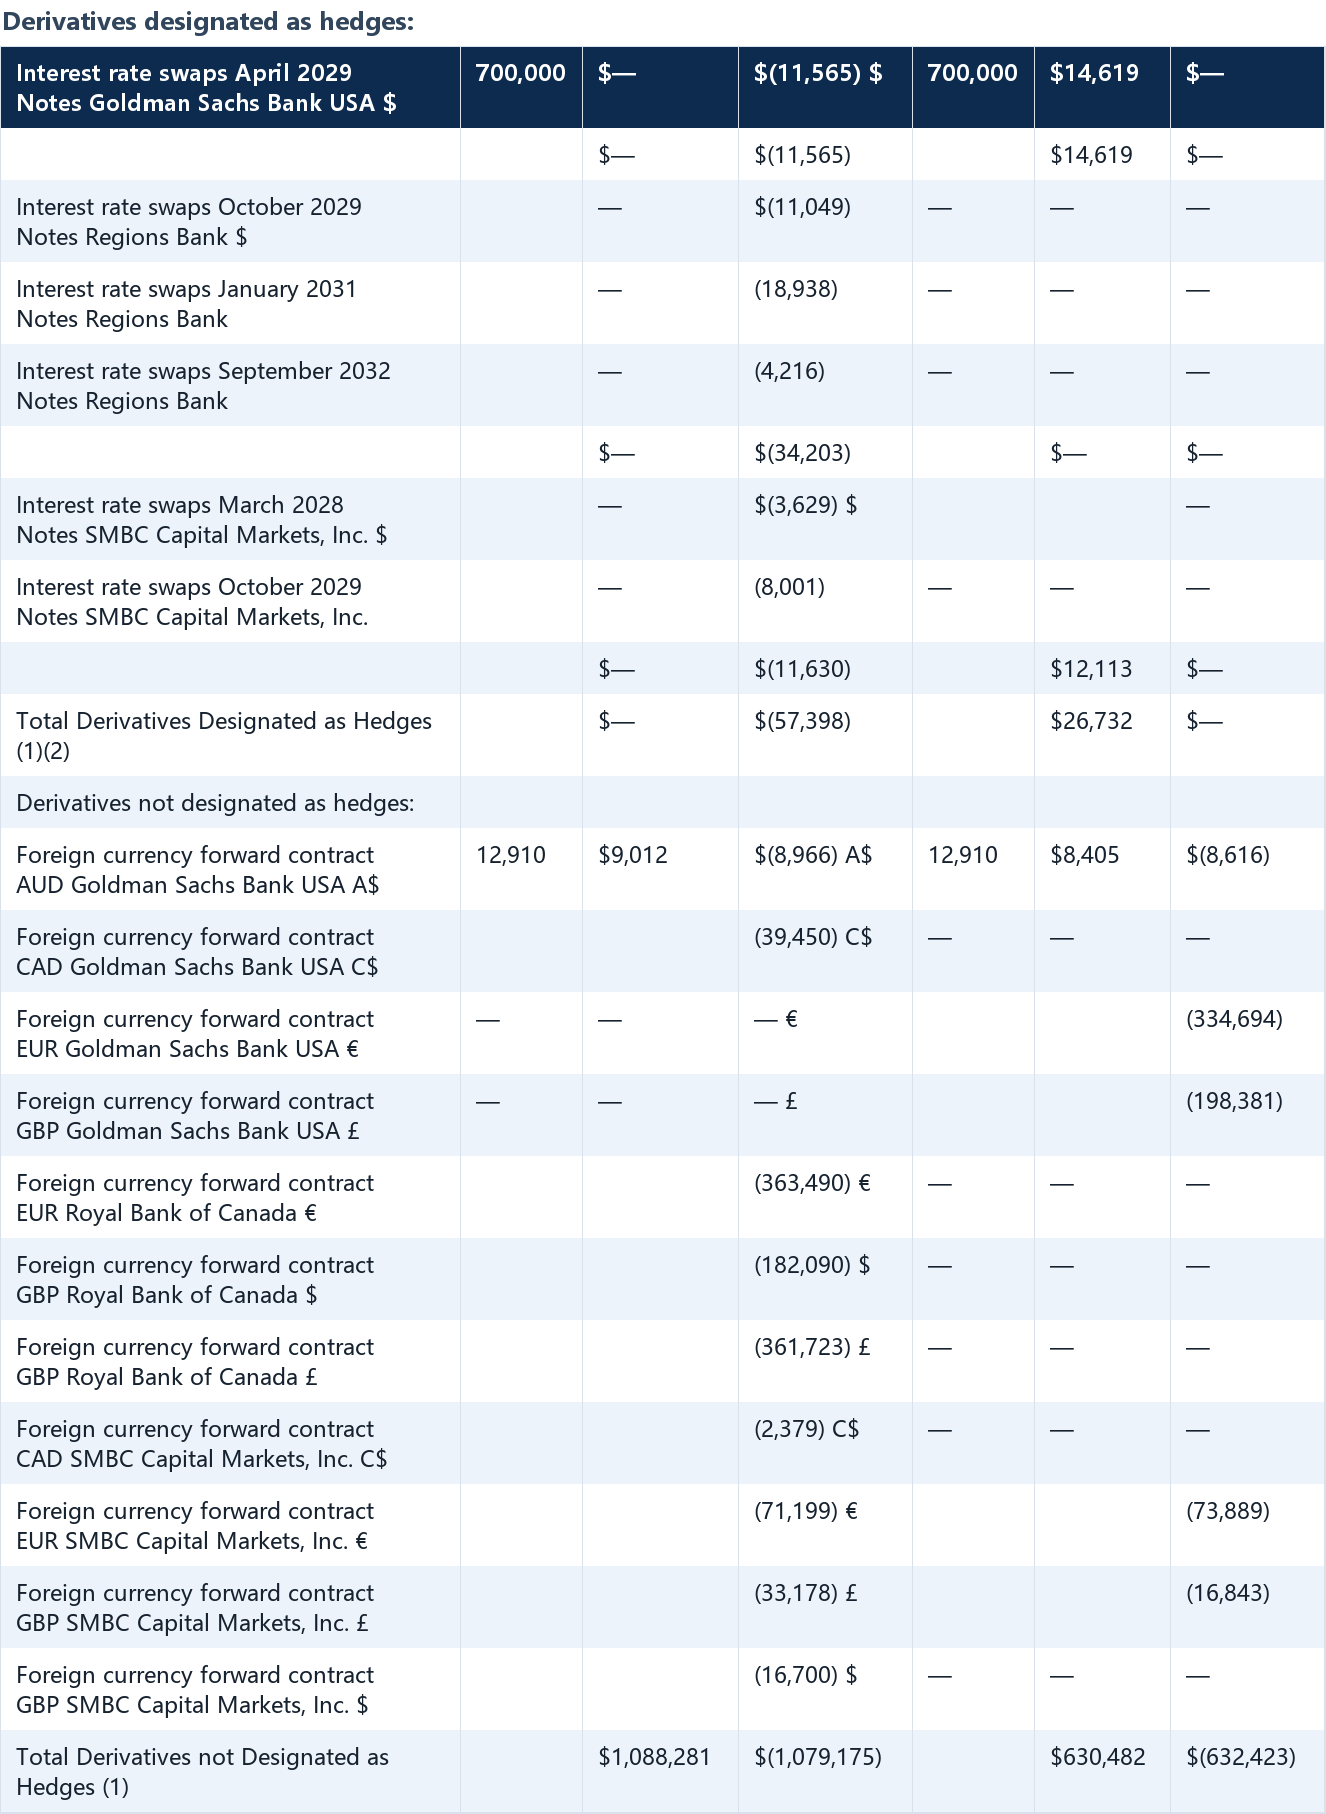 Derivatives designated as hedges:
Interest rate swaps April 2029 700,000 $— $(11,565) $ 700,000 $14,619 $—
Notes Goldman Sachs Bank USA $
$— $(11,565) $14,619 $—
Interest rate swaps October 2029 — $(11,049) — — —
Notes Regions Bank $
Interest rate swaps January 2031 — (18,938) — — —
Notes Regions Bank
Interest rate swaps September 2032 — (4,216) — — —
Notes Regions Bank
$— $(34,203) $— $—
Interest rate swaps March 2028 — $(3,629) $ —
Notes SMBC Capital Markets, Inc. $
Interest rate swaps October 2029 — (8,001) — — —
Notes SMBC Capital Markets, Inc.
$— $(11,630) $12,113 $—
Total Derivatives Designated as Hedges $— $(57,398) $26,732 $—
(1)(2)
Derivatives not designated as hedges:
Foreign currency forward contract 12,910 $9,012 $(8,966) A$ 12,910 $8,405 $(8,616)
AUD Goldman Sachs Bank USA A$
Foreign currency forward contract (39,450) C$ — — —
CAD Goldman Sachs Bank USA C$
Foreign currency forward contract — — — € (334,694)
EUR Goldman Sachs Bank USA €
Foreign currency forward contract — — — £ (198,381)
GBP Goldman Sachs Bank USA £
Foreign currency forward contract (363,490) € — — —
EUR Royal Bank of Canada €
Foreign currency forward contract (182,090) $ — — —
GBP Royal Bank of Canada $
Foreign currency forward contract (361,723) £ — — —
GBP Royal Bank of Canada £
Foreign currency forward contract (2,379) C$ — — —
CAD SMBC Capital Markets, Inc. C$
Foreign currency forward contract (71,199) € (73,889)
EUR SMBC Capital Markets, Inc. €
Foreign currency forward contract (33,178) £ (16,843)
GBP SMBC Capital Markets, Inc. £
Foreign currency forward contract (16,700) $ — — —
GBP SMBC Capital Markets, Inc. $
Total Derivatives not Designated as $1,088,281 $(1,079,175) $630,482 $(632,423)
Hedges (1)